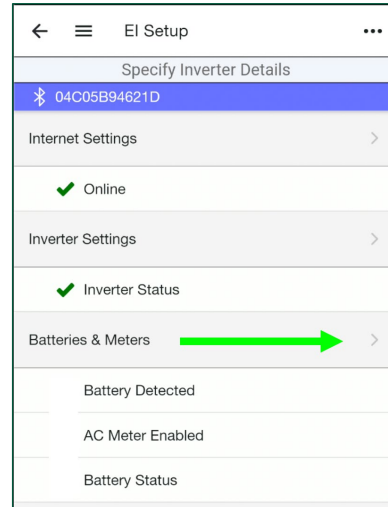 EI Setup
Specify Inverter Details
04C05B94621D
Internet Settings
Online
Inverter Settings
Inverter Status
Batteries & Meters
Battery Detected
AC Meter Enabled
Battery Status